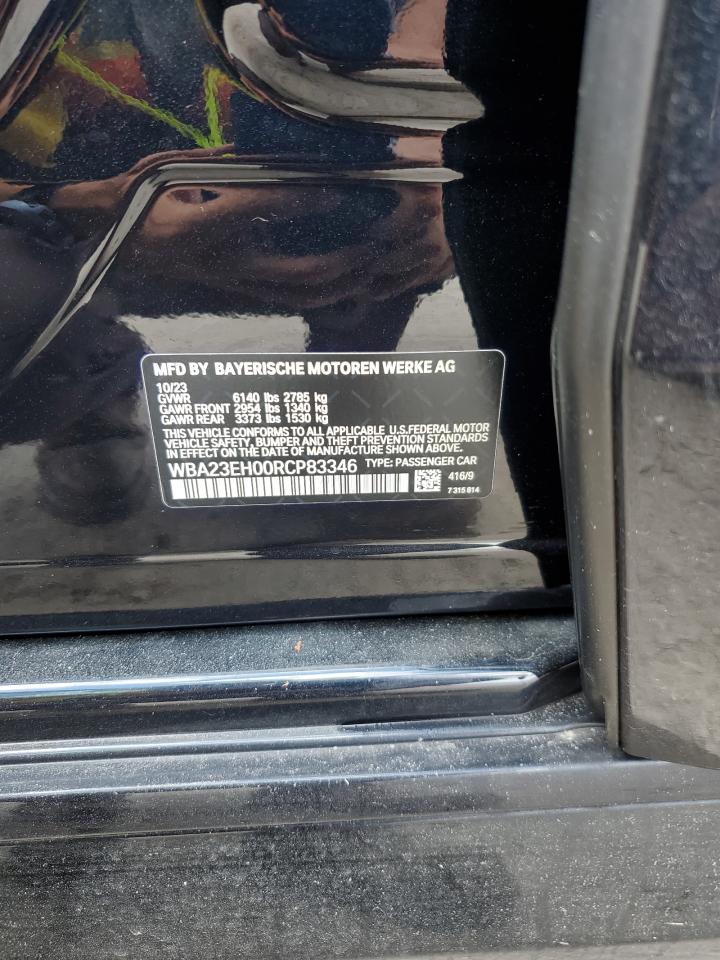 MFD BY BAYERISCHE MOTOREN WERKE AG
10/23
GVWR 6140 lbs 2785 kg
GAWR FRONT 2954 lbs 1340 kg
GAWR REAR 3373 lbs 1530 kg
THIS VEHICLE CONFORMS TO ALL APPLICABLE U.S.FEDERAL MOTOR
VEHICLE SAFETY, BUMPER AND THEFT PREVENTION STANDARDS
IN EFFECT ON THE DATE OF MANUFACTURE SHOWN ABOVE.
WBA23EH00RCP83346 TYPE: PASSENGER CAR
416/9
7 315 814